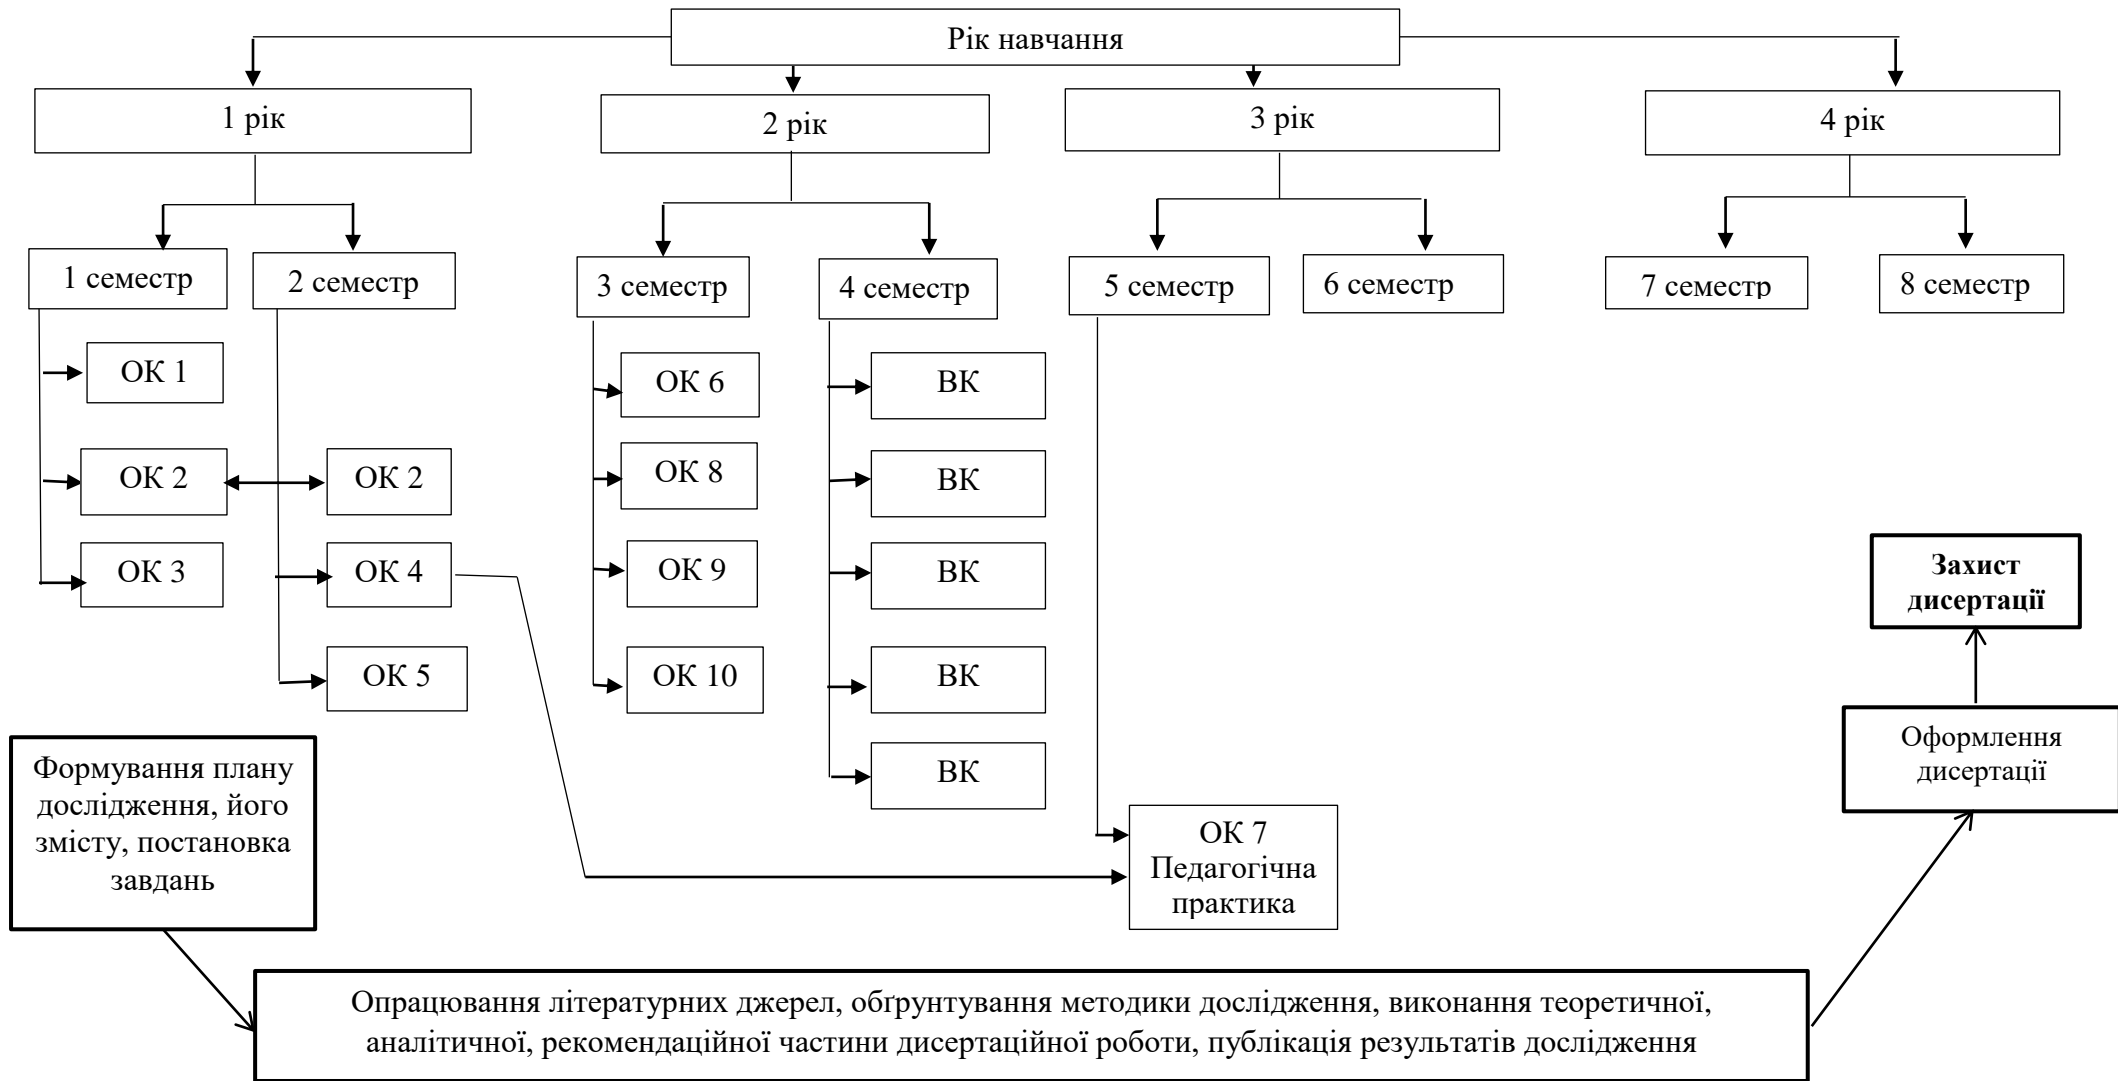 Рік навчання
1 рік
2 рік
3 рік
4 рік
1 семестр
2 семестр
3 семестр
4 семестр
5 семестр
6 семестр
7 семестр
8 семестр
ОК 1
ОК 6
ВК
ОК 2
ОК 2
ОК 8
ВК
ОК 3
ОК 4
ОК 9
ВК
Захист
дисертації
ОК 5
ОК 10
ВК
Оформлення
дисертації
ВК
Формування плану
дослідження, його
змісту, постановка
завдань
ОК 7
Педагогічна
практика
Опрацювання літературних джерел, обґрунтування методики дослідження, виконання теоретичної,
аналітичної, рекомендаційної частини дисертаційної роботи, публікація результатів дослідження